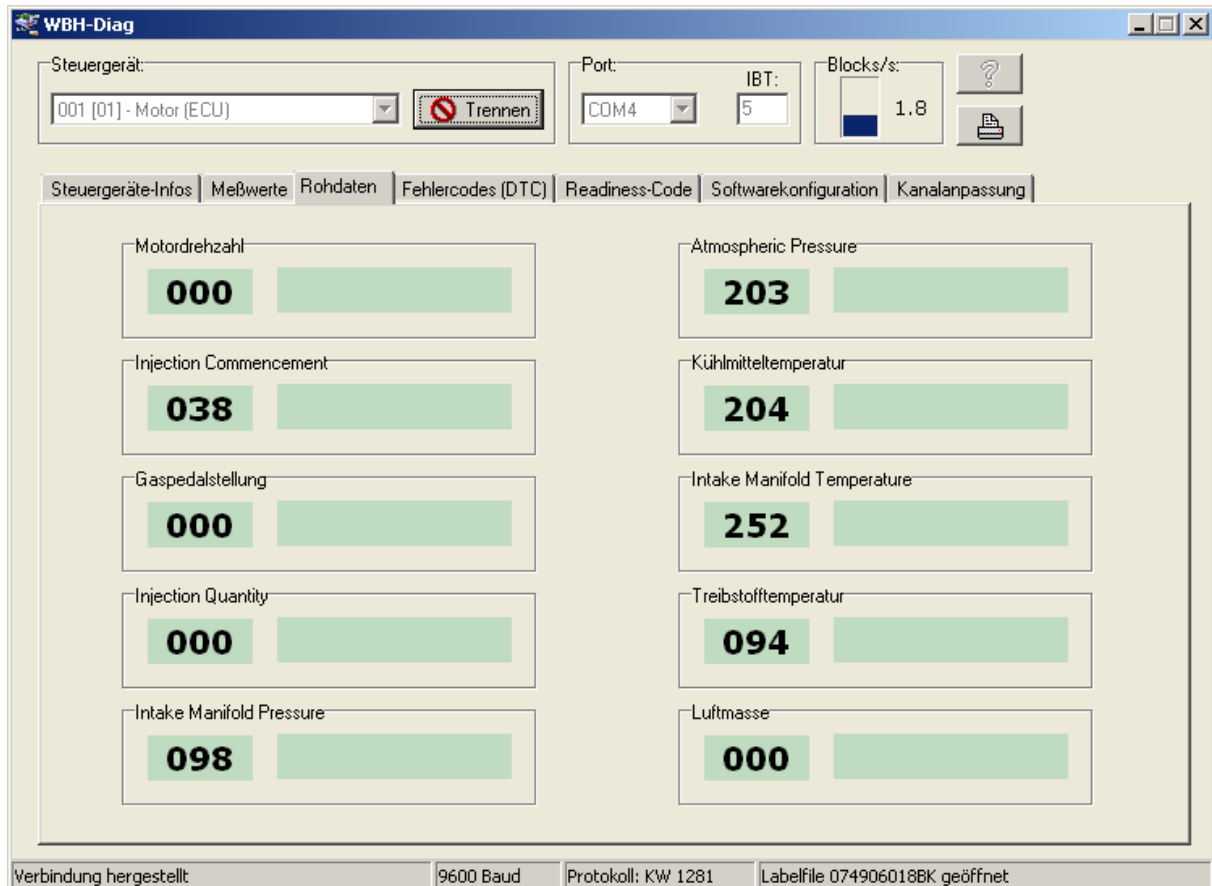 WBH-Diag
Steuergerät:
Port:
IBT:
Blocks/s:
001 [01] - Motor (ECU)
Trennen
COM4
5
1.8
Steuergeräte-Infos
Meßwerte
Rohdaten
Fehlercodes (DTC)
Readiness-Code
Softwarekonfiguration
Kanalanpassung
Motordrehzahl
000
Injection Commencement
038
Gaspedalstellung
000
Injection Quantity
000
Intake Manifold Pressure
098
Atmospheric Pressure
203
Kühlmitteltemperatur
204
Intake Manifold Temperature
252
Treibstofftemperatur
094
Luftmasse
000
Verbindung hergestellt
9600 Baud
Protokoll: KW 1281
Labelfile 074906018BK geöffnet